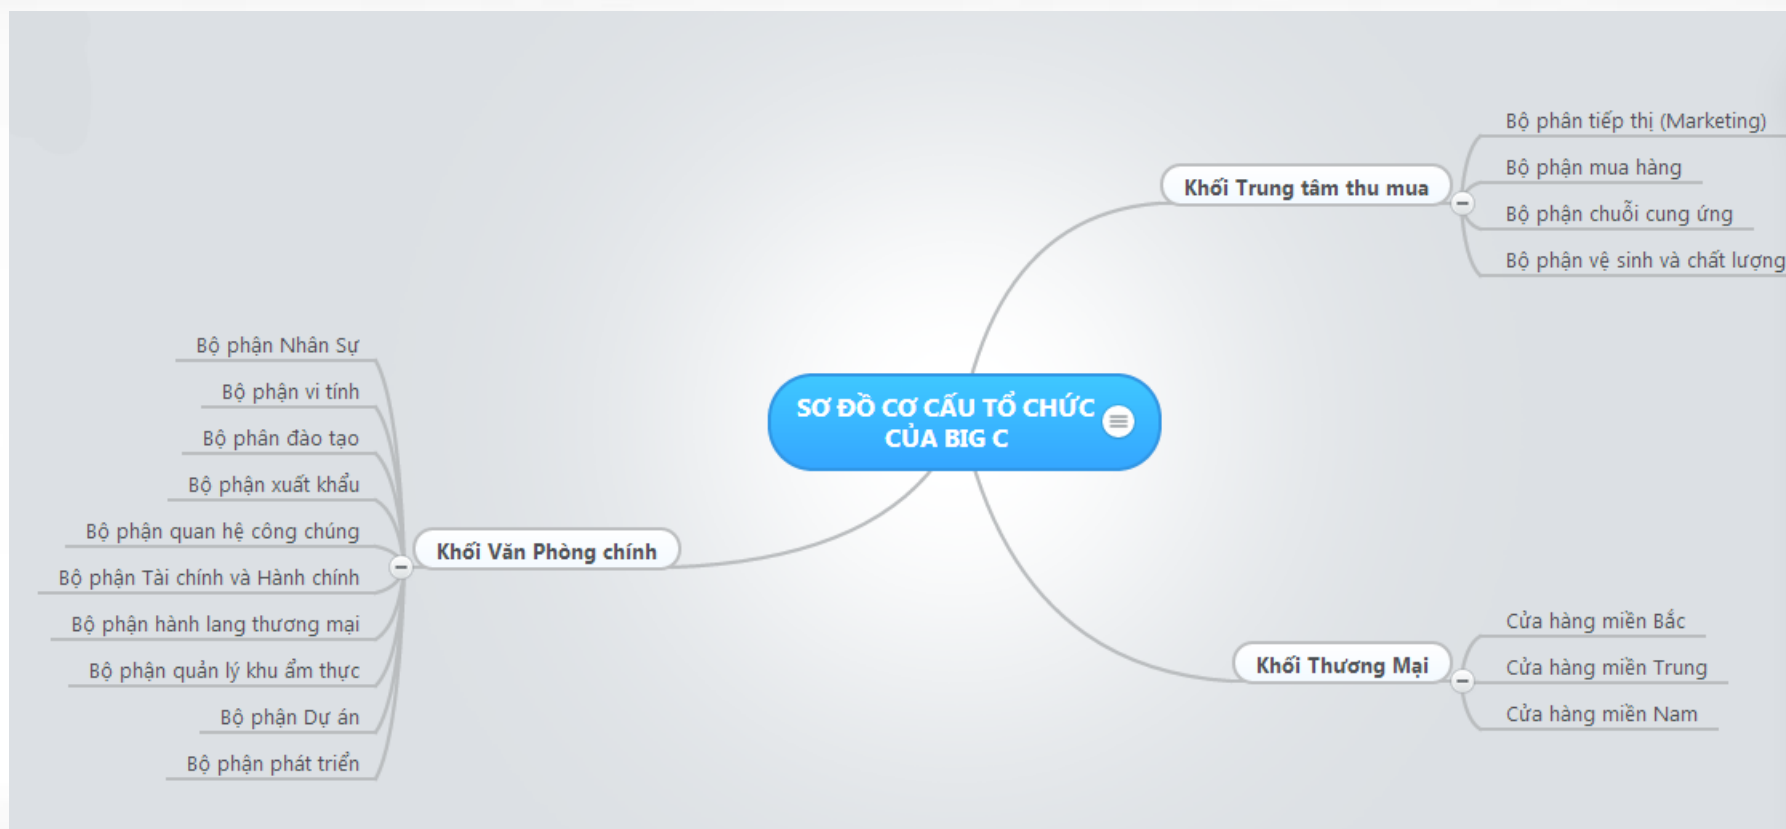 SƠ ĐỒ CƠ CẤU TỔ CHỨC
CỦA BIG C
Khối Trung tâm thu mua
Bộ phân tiếp thị (Marketing)
Bộ phận mua hàng
Bộ phận chuỗi cung ứng
Bộ phận vệ sinh và chất lượng
Khối Thương Mại
Cửa hàng miền Bắc
Cửa hàng miền Trung
Cửa hàng miền Nam
Khối Văn Phòng chính
Bộ phận Nhân Sự
Bộ phận vi tính
Bộ phân đào tạo
Bộ phận xuất khẩu
Bộ phận quan hệ công chúng
Bộ phận Tài chính và Hành chính
Bộ phận hành lang thương mại
Bộ phận quản lý khu ẩm thực
Bộ phận Dự án
Bộ phận phát triển